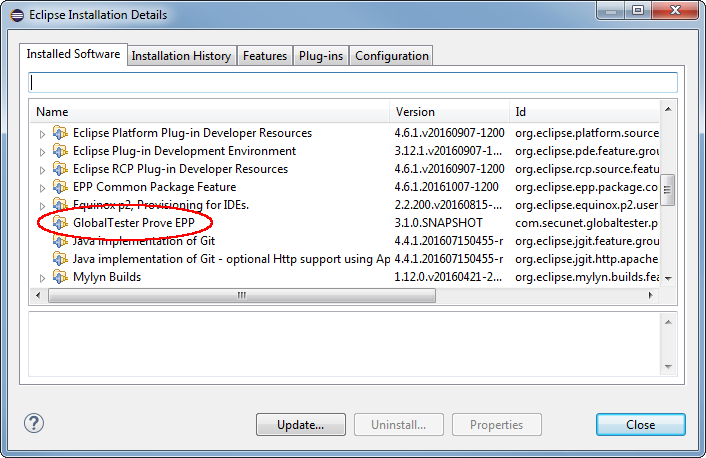 Eclipse Installation Details
Installed Software Installation History Features Plug-ins Configuration
Name Version Id
Eclipse Platform Plug-in Developer Resources 4.6.1.v20160907-1200 org.eclipse.platform.source
Eclipse Plug-in Development Environment 3.12.1.v20160907-1... org.eclipse.pde.feature.grou
Eclipse RCP Plug-in Developer Resources 4.6.1.v20160907-1200 org.eclipse.rcp.source.featu
EPP Common Package Feature 4.6.1.20161007-1200 org.eclipse.epp.package.co
Equinox p2, Provisioning for IDEs. 2.2.200.v20160815-... org.eclipse.equinox.p2.user
GlobalTester Prove EPP 3.1.0.SNAPSHOT com.secunet.globaltester.p
Java implementation of Git 4.4.1.201607150455-r org.eclipse.jgit.feature.grou
Java implementation of Git - optional Http support using Ap 4.4.1.201607150455-r org.eclipse.jgit.http.apache
Mylyn Builds 1.12.0.v20160421-2... org.eclipse.mylyn.builds.fea
? Update... Uninstall... Properties Close